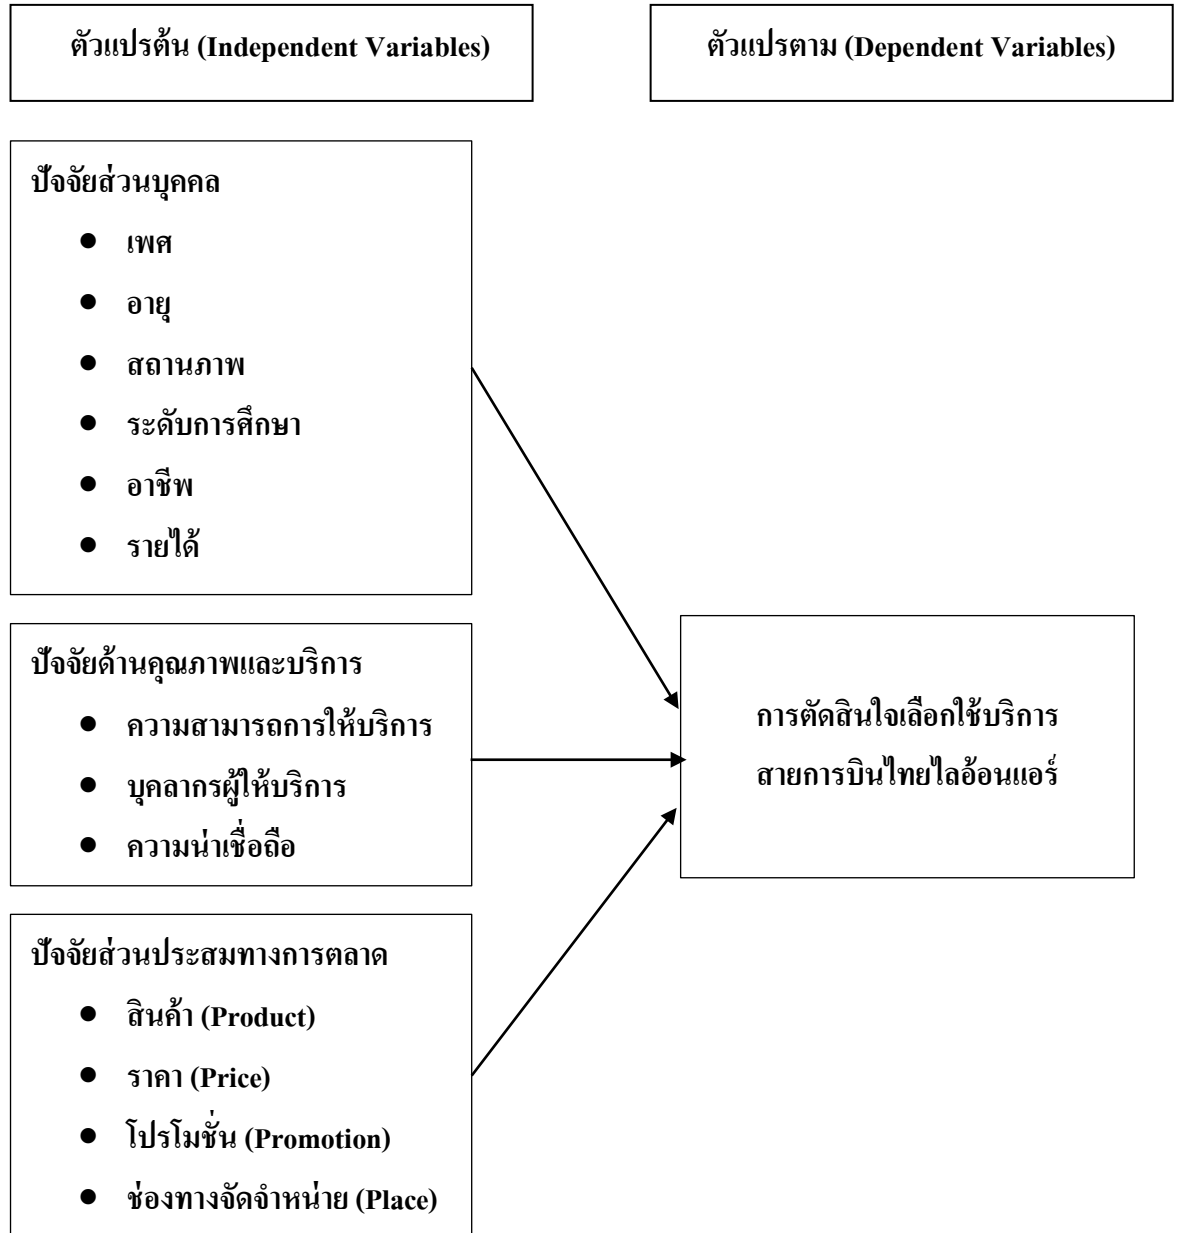 ตัวแปรต้น (Independent Variables)
ตัวแปรตาม (Dependent Variables)
ปัจจัยส่วนบุคคล
● เพศ
● อายุ
● สถานภาพ
● ระดับการศึกษา
● อาชีพ
● รายได้
ปัจจัยด้านคุณภาพและบริการ
● ความสามารถการให้บริการ
● บุคลากรผู้ให้บริการ
● ความน่าเชื่อถือ
ปัจจัยส่วนประสมทางการตลาด
● สินค้า (Product)
● ราคา (Price)
● โปรโมชั่น (Promotion)
● ช่องทางจัดจำหน่าย (Place)
การตัดสินใจเลือกใช้บริการ
สายการบินไทยไลอ้อนแอร์